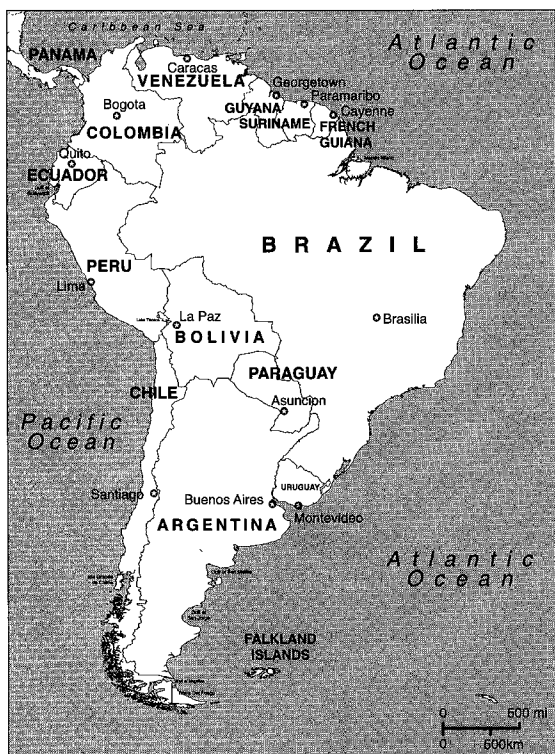 Caribbean Sea
Atlantic
Ocean
PANAMA
Caracas
VENEZUELA
Georgetown
Paramaribo
GUYANA
Cayenne
SURINAME
FRENCH
GUIANA
Bogota
COLOMBIA
Quito
ECUADOR
BRAZIL
PERU
Lima
La Paz
BOLIVIA
Brasilia
PARAGUAY
CHILE
Asuncion
Pacific
Ocean
URUGUAY
Santiago
Buenos Aires
Montevideo
ARGENTINA
Atlantic
Ocean
FALKLAND
ISLANDS
0 500 mi
0 500km